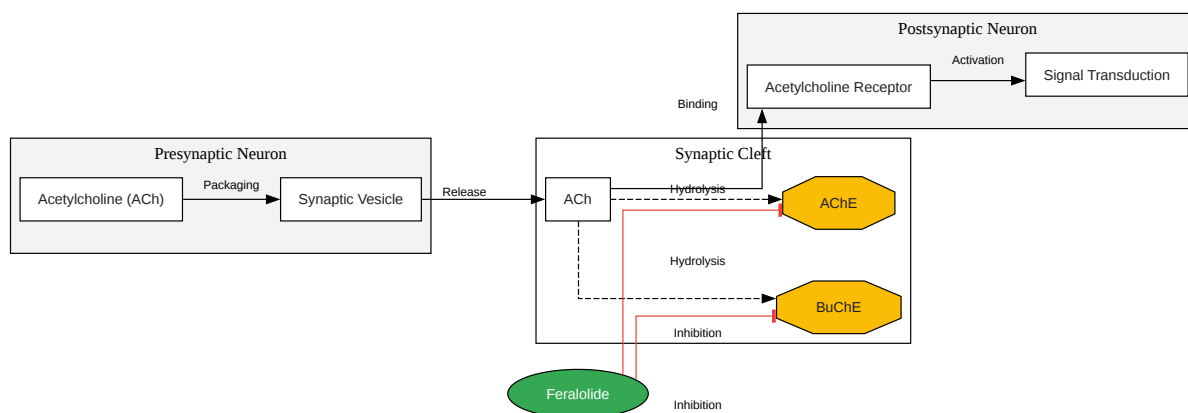 Postsynaptic Neuron
Acetylcholine Receptor
Activation
Signal Transduction
Binding
Presynaptic Neuron
Acetylcholine (ACh)
Packaging
Synaptic Vesicle
Release
Synaptic Cleft
ACh
Hydrolysis
AChE
Hydrolysis
BuChE
Inhibition
Feralolide
Inhibition